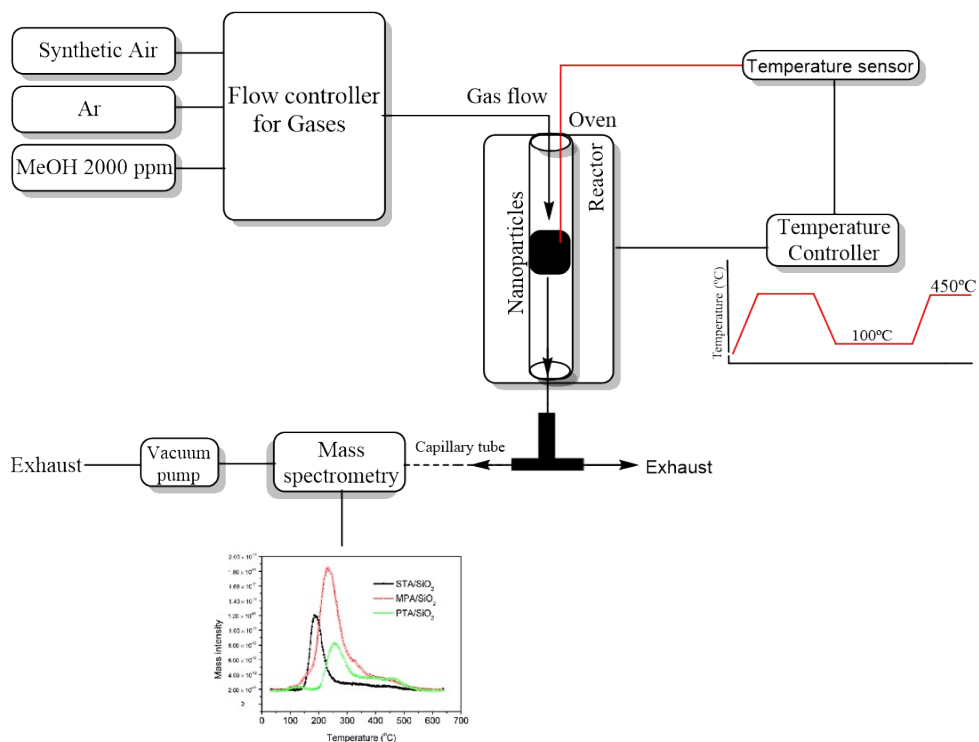 Synthetic Air
Ar
MeOH 2000 ppm
Flow controller
for Gases
Gas flow
Oven
Reactor
Nanoparticles
Temperature sensor
Temperature
Controller
Temperature (ºC)
450ºC
100ºC
Exhaust
Vacuum
pump
Mass
spectrometry
Capillary tube
Exhaust
STA/SiO₂
MPA/SiO₂
PTA/SiO₂
Mass intensity
0
0 100 200 300 400 500 600 700
Temperature (°C)